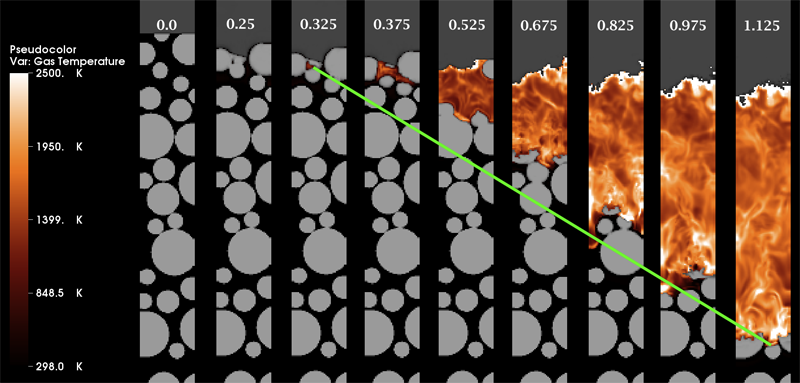 0.0 0.25 0.325 0.375 0.525 0.675 0.825 0.975 1.125
Pseudocolor
Var: Gas Temperature
2500. K
1950. K
1399. K
848.5 K
298.0 K